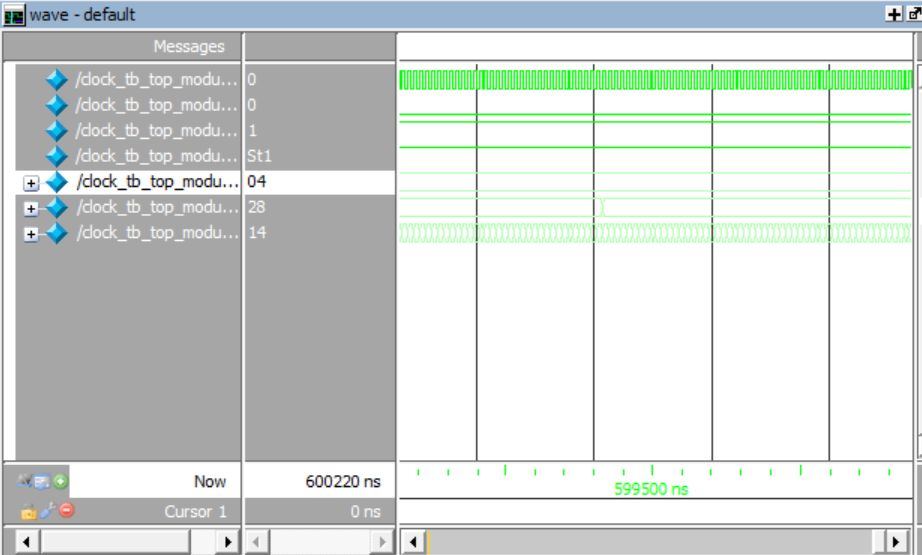 wave - default
Messages
/clock_tb_top_modu... 0
/clock_tb_top_modu... 0
/clock_tb_top_modu... 1
/clock_tb_top_modu... St1
/clock_tb_top_modu... 04
/clock_tb_top_modu... 28
/clock_tb_top_modu... 14
Now 600220 ns 599500 ns
Cursor 1 0 ns